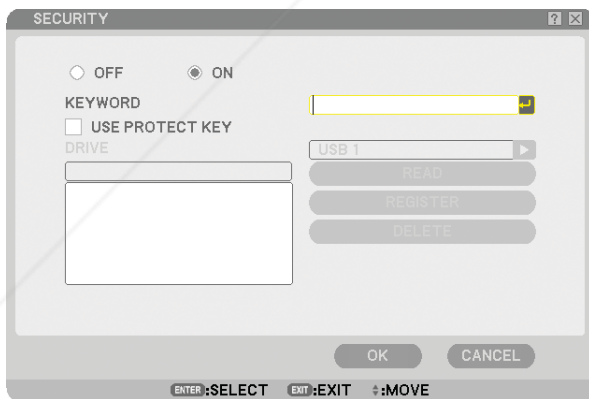 SECURITY
OFF ON
KEYWORD
USE PROTECT KEY
DRIVE USB 1
READ
REGISTER
DELETE
OK CANCEL
ENTER:SELECT EXIT:EXIT :MOVE